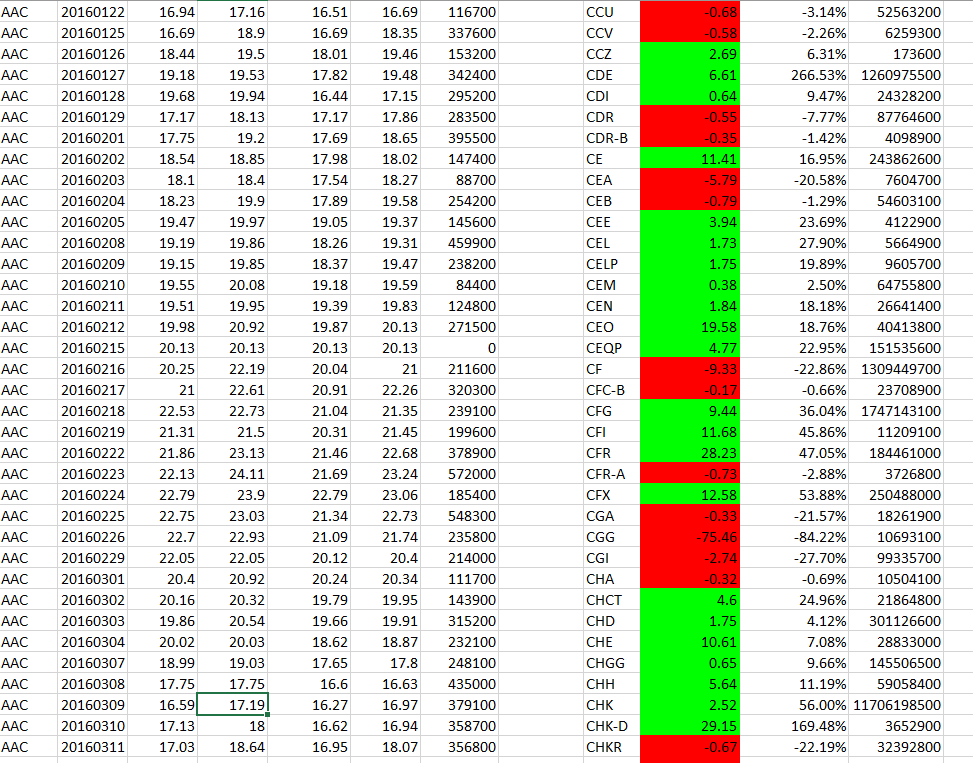 AAC 20160122 16.94 17.16 16.51 16.69 116700 CCU -0.68 -3.14% 52563200
AAC 20160125 16.69 18.9 16.69 18.35 337600 CCV -0.58 -2.26% 6259300
AAC 20160126 18.44 19.5 18.01 19.46 153200 CCZ 2.69 6.31% 173600
AAC 20160127 19.18 19.53 17.82 19.48 342400 CDE 6.61 266.53% 1260975500
AAC 20160128 19.68 19.94 16.44 17.15 295200 CDI 0.64 9.47% 24328200
AAC 20160129 17.17 18.13 17.17 17.86 283500 CDR -0.55 -7.77% 87764600
AAC 20160201 17.75 19.2 17.69 18.65 395500 CDR-B -0.35 -1.42% 4098900
AAC 20160202 18.54 18.85 17.98 18.02 147400 CE 11.41 16.95% 243862600
AAC 20160203 18.1 18.4 17.54 18.27 88700 CEA -5.79 -20.58% 7604700
AAC 20160204 18.23 19.9 17.89 19.58 254200 CEB -0.79 -1.29% 54603100
AAC 20160205 19.47 19.97 19.05 19.37 145600 CEE 3.94 23.69% 4122900
AAC 20160208 19.19 19.86 18.26 19.31 459900 CEL 1.73 27.90% 5664900
AAC 20160209 19.15 19.85 18.37 19.47 238200 CELP 1.75 19.89% 9605700
AAC 20160210 19.55 20.08 19.18 19.59 84400 CEM 0.38 2.50% 64755800
AAC 20160211 19.51 19.95 19.39 19.83 124800 CEN 1.84 18.18% 26641400
AAC 20160212 19.98 20.92 19.87 20.13 271500 CEO 19.58 18.76% 40413800
AAC 20160215 20.13 20.13 20.13 20.13 0 CEQP 4.77 22.95% 151535600
AAC 20160216 20.25 22.19 20.04 21 211600 CF -9.33 -22.86% 1309449700
AAC 20160217 21 22.61 20.91 22.26 320300 CFC-B -0.17 -0.66% 23708900
AAC 20160218 22.53 22.73 21.04 21.35 239100 CFG 9.44 36.04% 1747143100
AAC 20160219 21.31 21.5 20.31 21.45 199600 CFI 11.68 45.86% 11209100
AAC 20160222 21.86 23.13 21.46 22.68 378900 CFR 28.23 47.05% 184461000
AAC 20160223 22.13 24.11 21.69 23.24 572000 CFR-A -0.73 -2.88% 3726800
AAC 20160224 22.79 23.9 22.79 23.06 185400 CFX 12.58 53.88% 250488000
AAC 20160225 22.75 23.03 21.34 22.73 548300 CGA -0.33 -21.57% 18261900
AAC 20160226 22.7 22.93 21.09 21.74 235800 CGG -75.46 -84.22% 10693100
AAC 20160229 22.05 22.05 20.12 20.4 214000 CGI -2.74 -27.70% 99335700
AAC 20160301 20.4 20.92 20.24 20.34 111700 CHA -0.32 -0.69% 10504100
AAC 20160302 20.16 20.32 19.79 19.95 143900 CHCT 4.6 24.96% 21864800
AAC 20160303 19.86 20.54 19.66 19.91 315200 CHD 1.75 4.12% 301126600
AAC 20160304 20.02 20.03 18.62 18.87 232100 CHE 10.61 7.08% 28833000
AAC 20160307 18.99 19.03 17.65 17.8 248100 CHGG 0.65 9.66% 145506500
AAC 20160308 17.75 17.75 16.6 16.63 435000 CHH 5.64 11.19% 59058400
AAC 20160309 16.59 17.19 16.27 16.97 379100 CHK 2.52 56.00% 11706198500
AAC 20160310 17.13 18 16.62 16.94 358700 CHK-D 29.15 169.48% 3652900
AAC 20160311 17.03 18.64 16.95 18.07 356800 CHKR -0.67 -22.19% 32392800